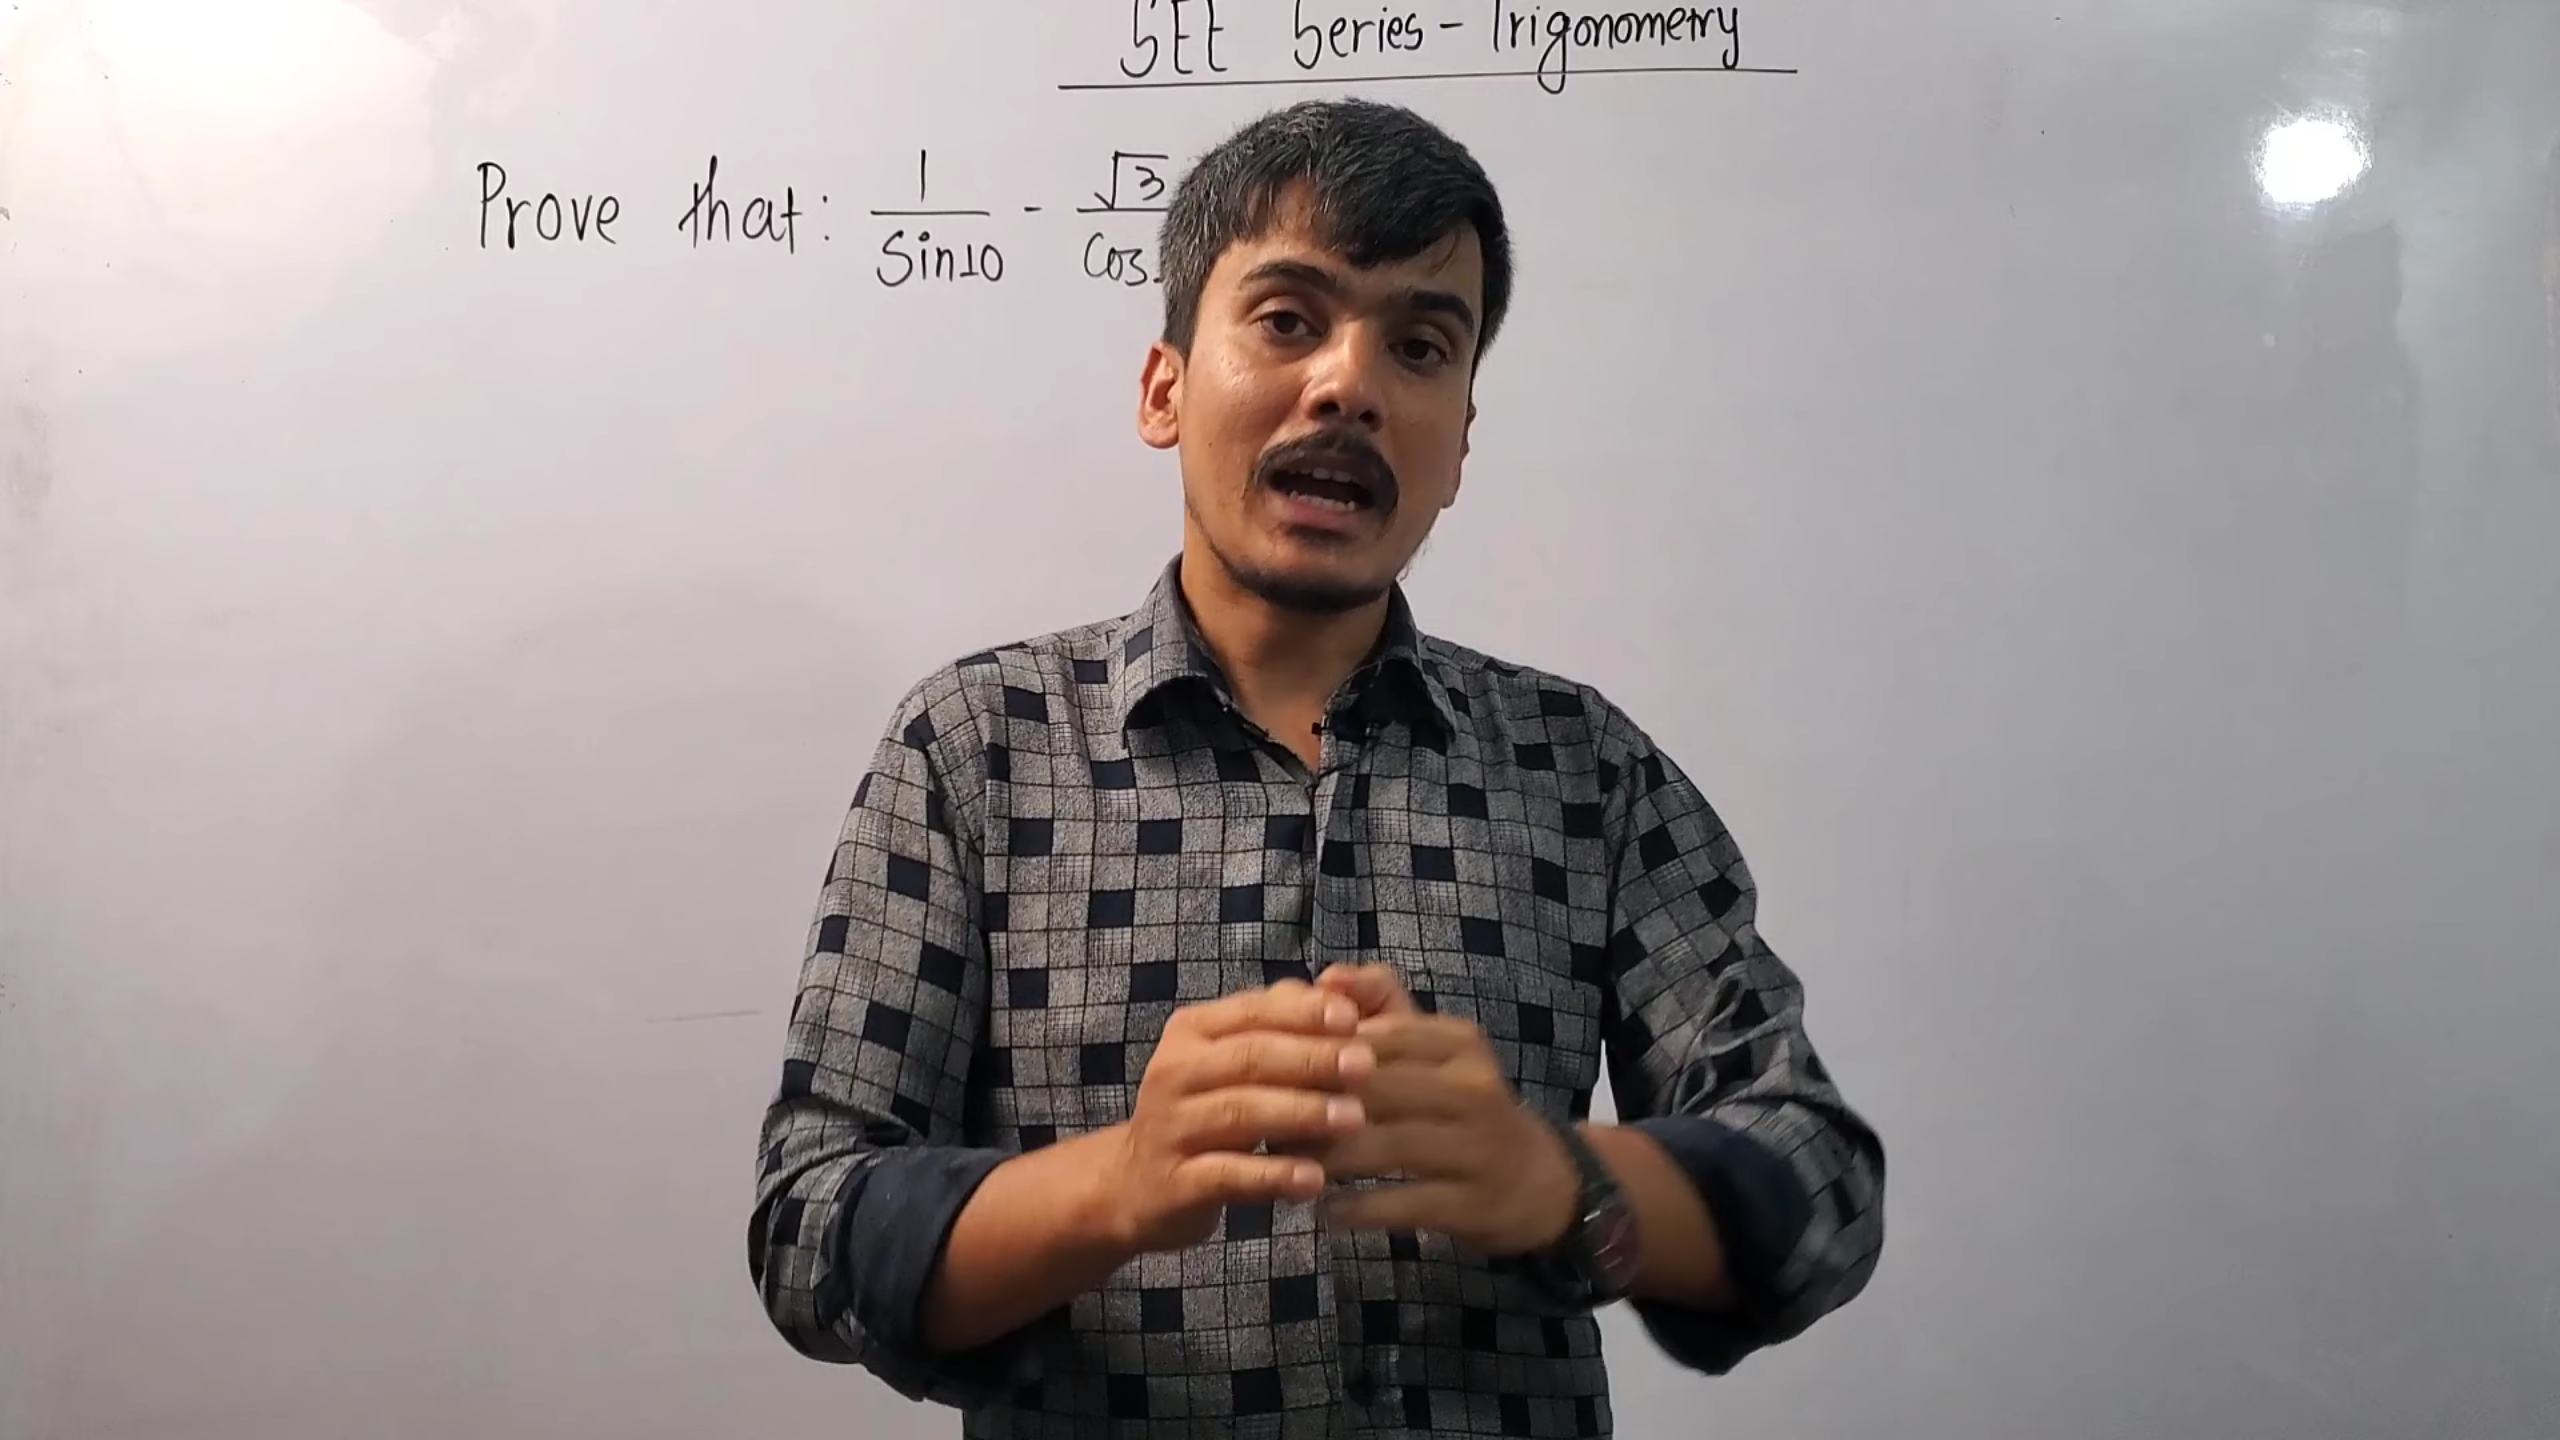 SEE Series - Trigonometry
Prove that: 1/Sin10 - √3/Cos